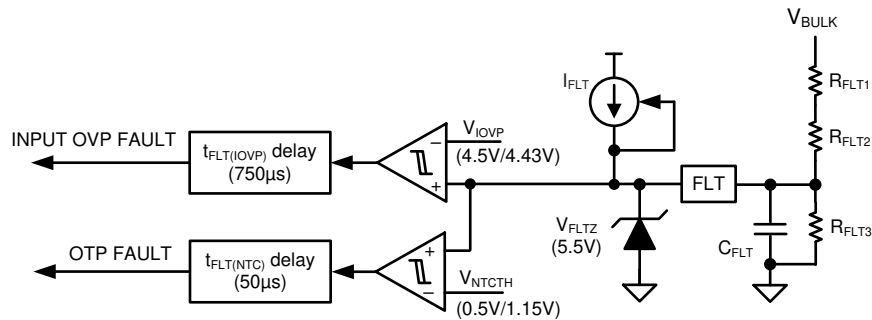 V_BULK
R_FLT1
I_FLT
INPUT OVP FAULT
t_FLT(IOVP) delay
(750µs)
V_IOVP
(4.5V/4.43V)
−
+
R_FLT2
FLT
V_FLTZ
(5.5V)
C_FLT
R_FLT3
OTP FAULT
t_FLT(NTC) delay
(50µs)
+
−
V_NTCTH
(0.5V/1.15V)